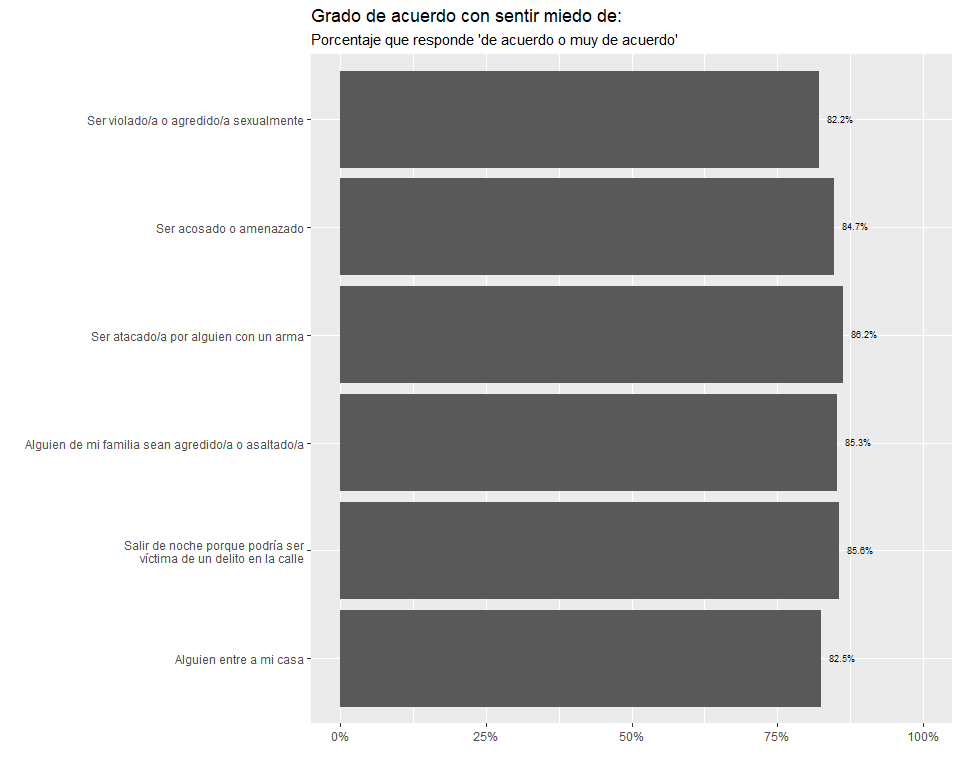 Grado de acuerdo con sentir miedo de:
Porcentaje que responde 'de acuerdo o muy de acuerdo'
Ser violado/a o agredido/a sexualmente
82.2%
Ser acosado o amenazado
84.7%
Ser atacado/a por alguien con un arma
86.2%
Alguien de mi familia sean agredido/a o asaltado/a
85.3%
Salir de noche porque podría ser
víctima de un delito en la calle
85.6%
Alguien entre a mi casa
82.5%
0%
25%
50%
75%
100%